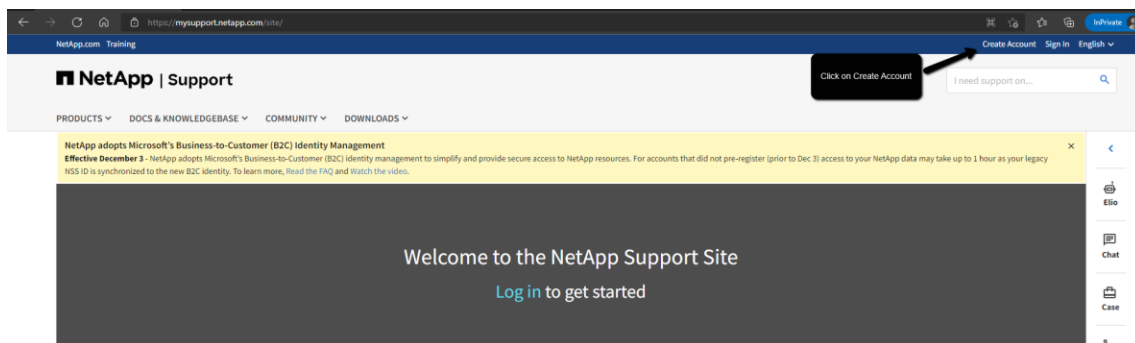 https://mysupport.netapp.com/site/
InPrivate
NetApp.com Training
Create Account Sign In English
NetApp | Support
Click on Create Account
I need support on...
PRODUCTS DOCS & KNOWLEDGEBASE COMMUNITY DOWNLOADS
NetApp adopts Microsoft's Business-to-Customer (B2C) Identity Management
Effective December 3 - NetApp adopts Microsoft's Business-to-Customer (B2C) identity management to simplify and provide secure access to NetApp resources. For accounts that did not pre-register (prior to Dec 3) access to your NetApp data may take up to 1 hour as your legacy
NSS ID is synchronized to the new B2C identity. To learn more, Read the FAQ and Watch the video.
Elio
Chat
Case
Welcome to the NetApp Support Site
Log in to get started